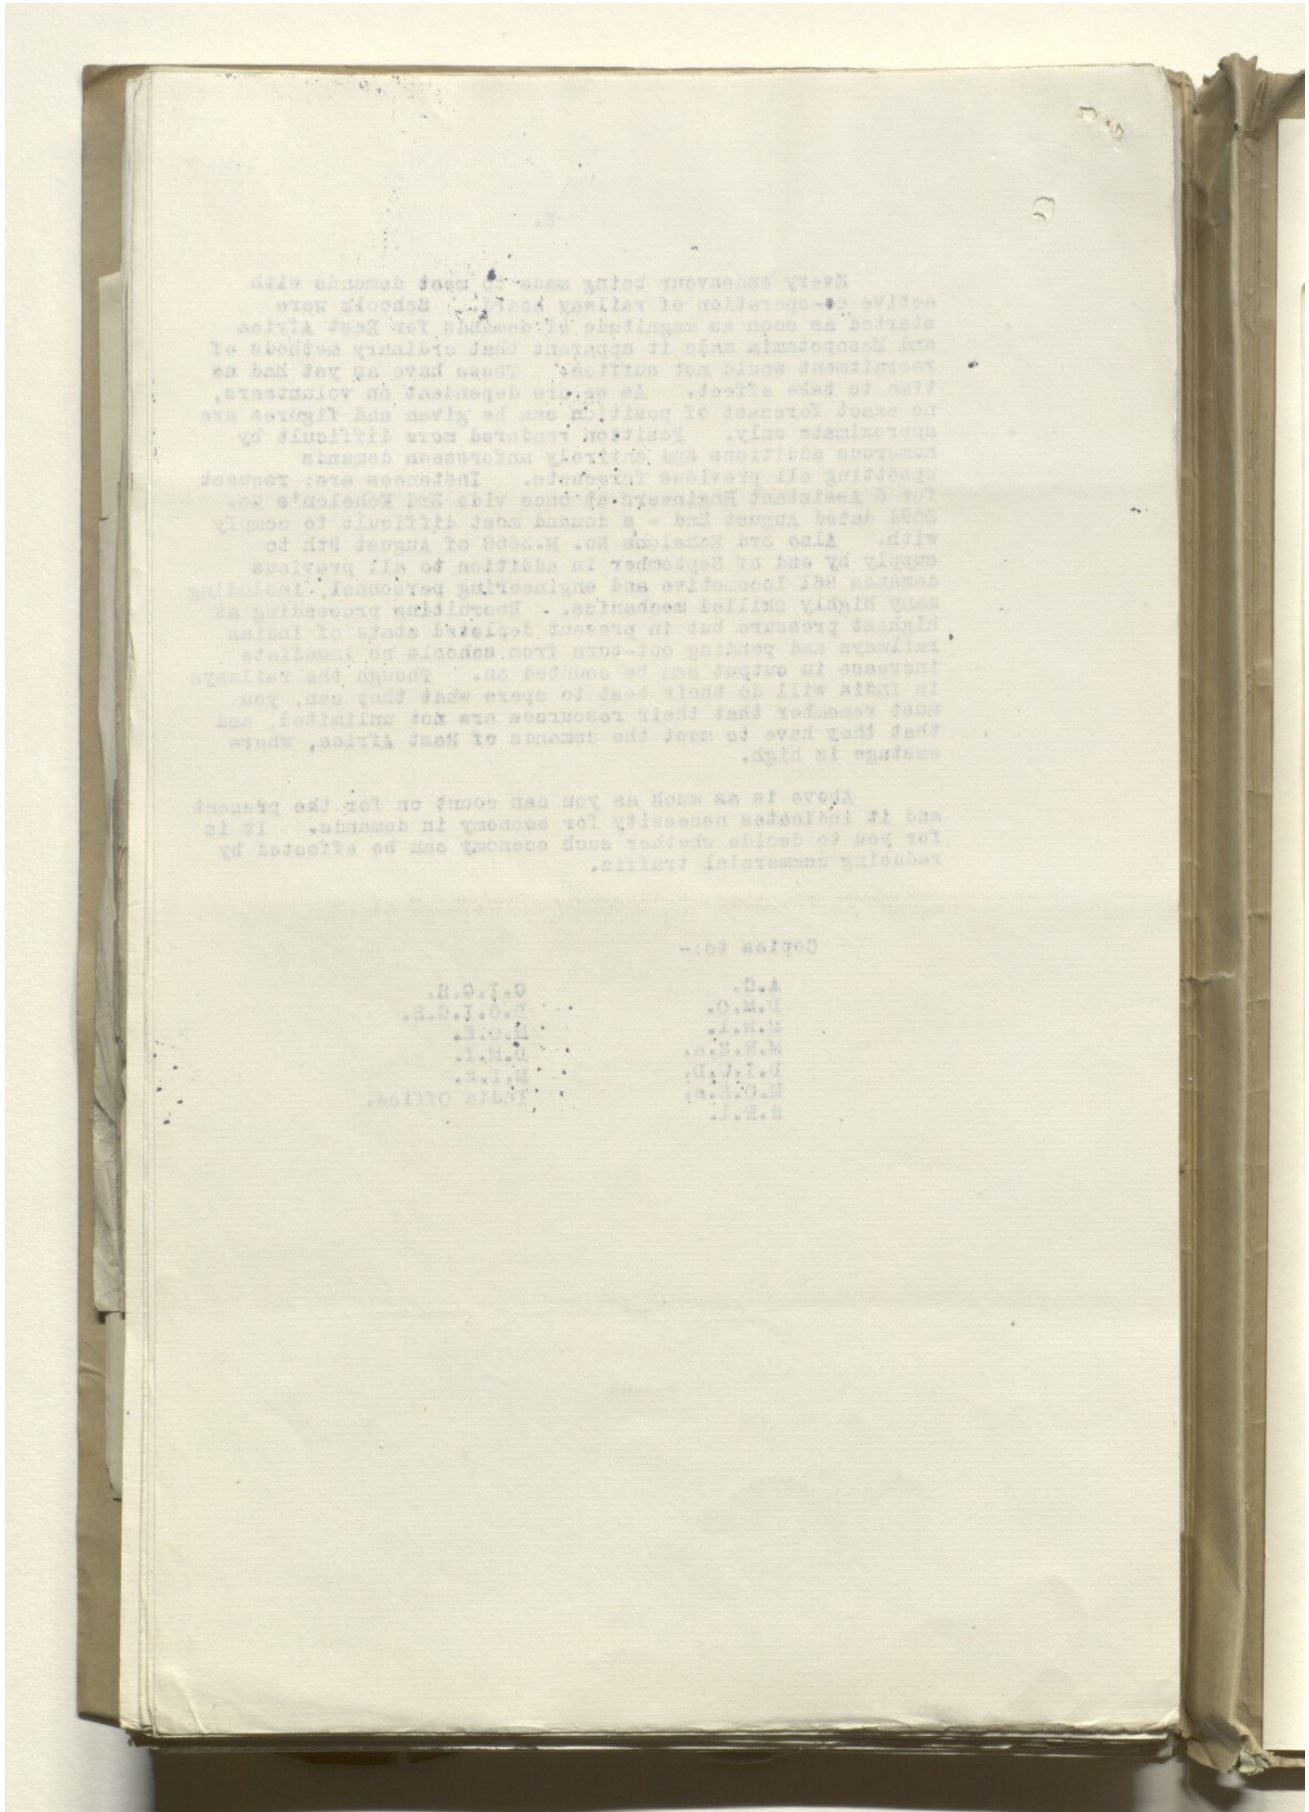 2.
Every endeavour being made to meet demands with
active co-operation of railway board. Schools were
started as soon as magnitude of demands for East Africa
and Mesopotamia made it apparent that ordinary methods of
recruitment would not suffice. These have as yet had no
time to take effect. As we are dependent on volunteers,
no exact forecast of position can be given and figures are
approximate only. Position rendered more difficult by
numerous additions and entirely unforeseen demands
upsetting all previous forecasts. Instances are: request
for 6 Assistant Engineers at once vide 3rd Echelon's No.
dated August 2nd - a demand most difficult to comply
with. Also 3rd Echelons No. of August 9th to
supply by end of September in addition to all previous
demands 861 locomotive and engineering personnel, including
many highly skilled mechanics. Recruiting proceeding at
highest pressure but in present depleted state of Indian
railways and pending out-turn from schools no immediate
increase in output can be counted on. Though the railways
in India will do their best to spare what they can, you
must remember that their resources are not unlimited, and
that they have to meet the demands of East Africa, where
wastage is high.
Above is as much as you can count on for the present
and it indicates necessity for economy in demands. It is
for you to decide whether such economy can be effected by
reducing commercial traffic.
Copies to:-
C.I.G.S.
D.M.O. D.C.I.G.S.
M.O.1.
D.M.I.
M.I.2.
India Office.